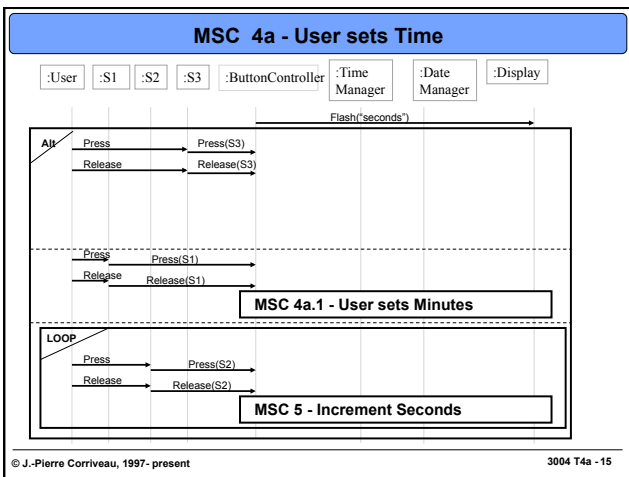 MSC 4a - User sets Time
:User :S1 :S2 :S3 :ButtonController :Time Manager :Date Manager :Display
Flash("seconds")
Alt
Press Press(S3)
Release Release(S3)
Press Press(S1)
Release Release(S1)
MSC 4a.1 - User sets Minutes
LOOP
Press Press(S2)
Release Release(S2)
MSC 5 - Increment Seconds
© J.-Pierre Corriveau, 1997- present 3004 T4a - 15